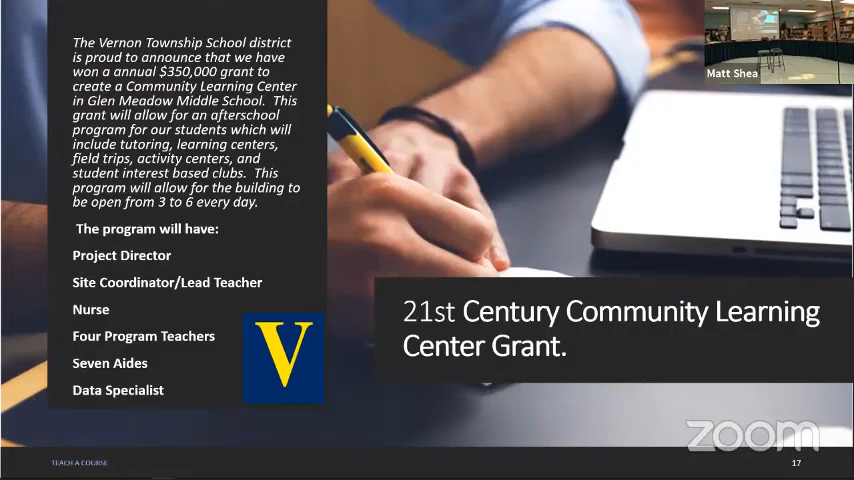 The Vernon Township School district
is proud to announce that we have
won a annual $350,000 grant to
create a Community Learning Center
in Glen Meadow Middle School. This
grant will allow for an afterschool
program for our students which will
include tutoring, learning centers,
field trips, activity centers, and
student interest based clubs. This
program will allow for the building to
be open from 3 to 6 every day.
The program will have:
Project Director
Site Coordinator/Lead Teacher
Nurse
Four Program Teachers
Seven Aides
Data Specialist
V
21st Century Community Learning
Center Grant.
Matt Shea
zoom
TEACH A COURSE
17